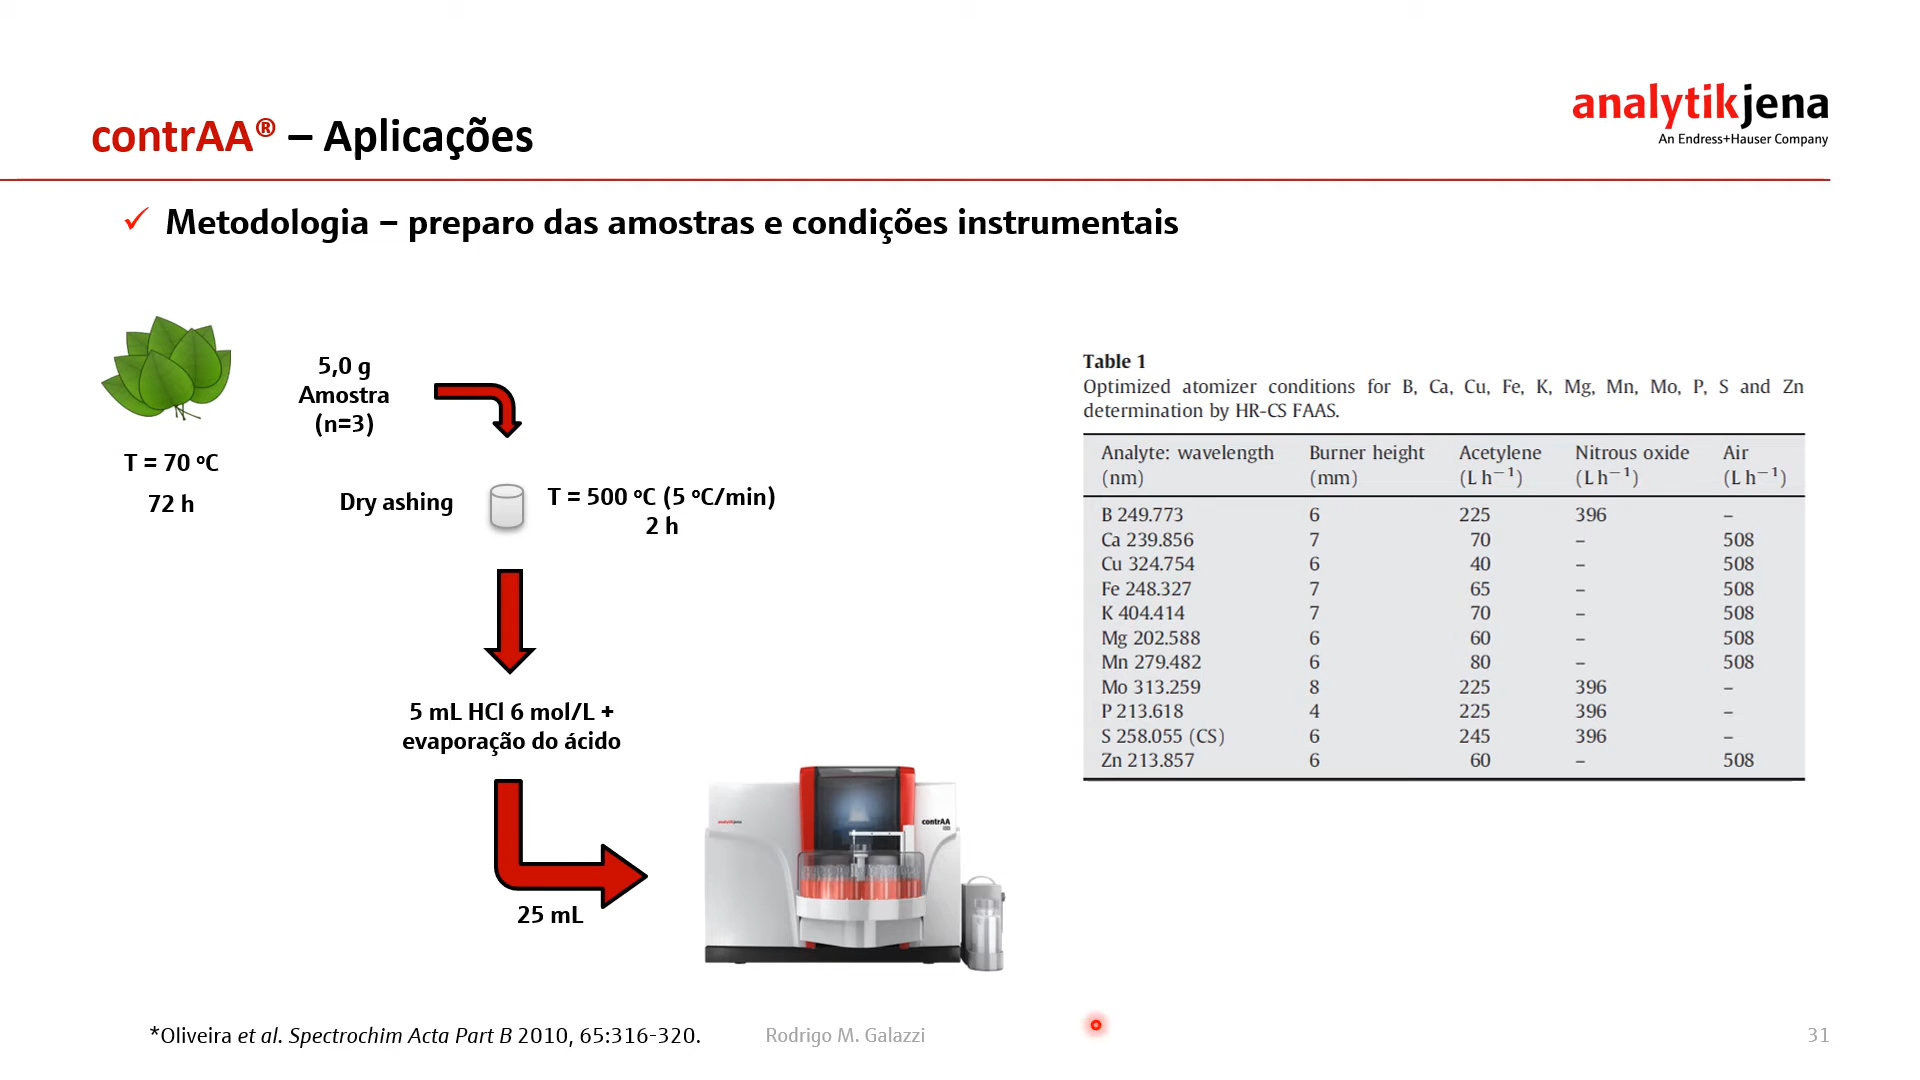 analytikjena
An Endress+Hauser Company
contrAA® – Aplicações
Metodologia – preparo das amostras e condições instrumentais
T = 70 ºC
72 h
5,0 g
Amostra
(n=3)
Dry ashing
T = 500 ºC (5 ºC/min)
2 h
5 mL HCl 6 mol/L +
evaporação do ácido
25 mL
analytikjena
contrAA
Table 1
Optimized atomizer conditions for B, Ca, Cu, Fe, K, Mg, Mn, Mo, P, S and Zn
determination by HR-CS FAAS.
Analyte: wavelength (nm) Burner height (mm) Acetylene (L h⁻¹) Nitrous oxide (L h⁻¹) Air (L h⁻¹)
B 249.773 6 225 396 –
Ca 239.856 7 70 – 508
Cu 324.754 6 40 – 508
Fe 248.327 7 65 – 508
K 404.414 7 70 – 508
Mg 202.588 6 60 – 508
Mn 279.482 6 80 – 508
Mo 313.259 8 225 396 –
P 213.618 4 225 396 –
S 258.055 (CS) 6 245 396 –
Zn 213.857 6 60 – 508
*Oliveira et al. Spectrochim Acta Part B 2010, 65:316-320.
Rodrigo M. Galazzi
31